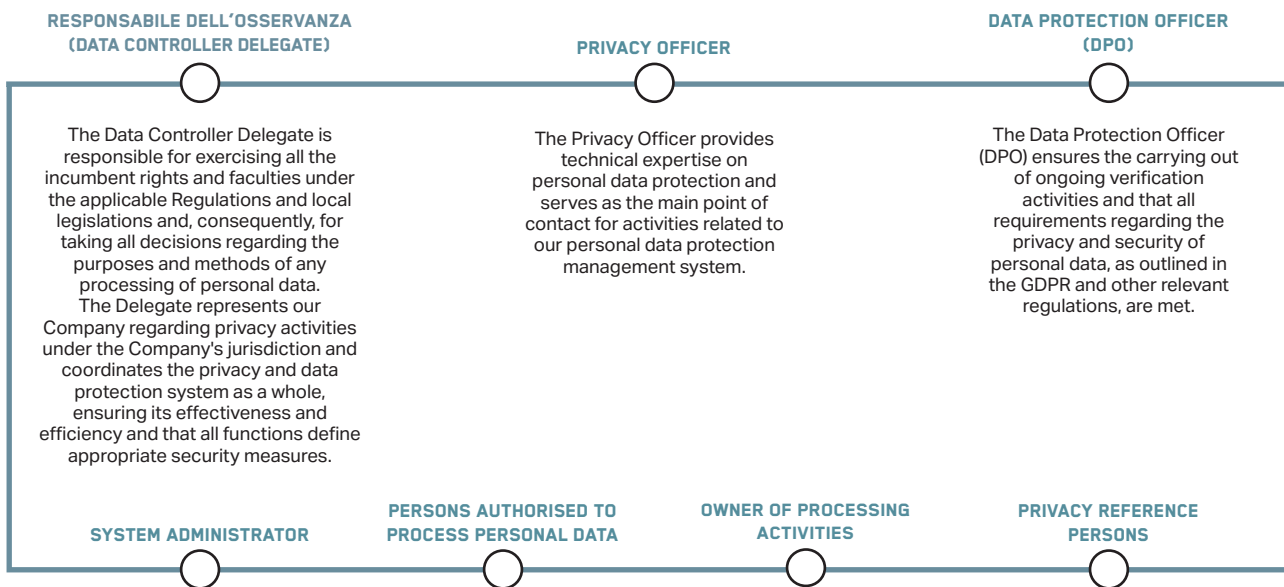 RESPONSABILE DELL'OSSERVANZA
(DATA CONTROLLER DELEGATE)
The Data Controller Delegate is
responsible for exercising all the
incumbent rights and faculties under
the applicable Regulations and local
legislations and, consequently, for
taking all decisions regarding the
purposes and methods of any
processing of personal data.
The Delegate represents our
Company regarding privacy activities
under the Company's jurisdiction and
coordinates the privacy and data
protection system as a whole,
ensuring its effectiveness and
efficiency and that all functions define
appropriate security measures.
PRIVACY OFFICER
The Privacy Officer provides
technical expertise on
personal data protection and
serves as the main point of
contact for activities related to
our personal data protection
management system.
DATA PROTECTION OFFICER
(DPO)
The Data Protection Officer
(DPO) ensures the carrying out
of ongoing verification
activities and that all
requirements regarding the
privacy and security of
personal data, as outlined in
the GDPR and other relevant
regulations, are met.
SYSTEM ADMINISTRATOR
PERSONS AUTHORISED TO
PROCESS PERSONAL DATA
OWNER OF PROCESSING
ACTIVITIES
PRIVACY REFERENCE
PERSONS